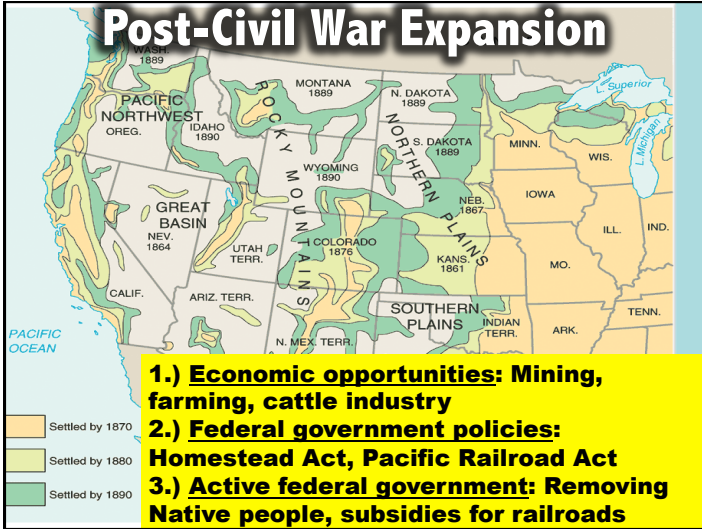 Post-Civil War Expansion
WASH.
1889
PACIFIC
NORTHWEST
OREG.
IDAHO
1890
MONTANA
1889
N. DAKOTA
1889
S. DAKOTA
1889
L. Superior
L. Michigan
MINN.
WIS.
ROCKY MOUNTAINS
NORTHERN PLAINS
WYOMING
1890
NEB.
1867
IOWA
ILL.
IND.
GREAT
BASIN
NEV.
1864
UTAH
TERR.
COLORADO
1876
KANS.
1861
MO.
CALIF.
ARIZ. TERR.
N. MEX. TERR.
SOUTHERN
PLAINS
INDIAN
TERR.
ARK.
TENN.
PACIFIC
OCEAN
Settled by 1870
Settled by 1880
Settled by 1890
1.) Economic opportunities: Mining,
farming, cattle industry
2.) Federal government policies:
Homestead Act, Pacific Railroad Act
3.) Active federal government: Removing
Native people, subsidies for railroads